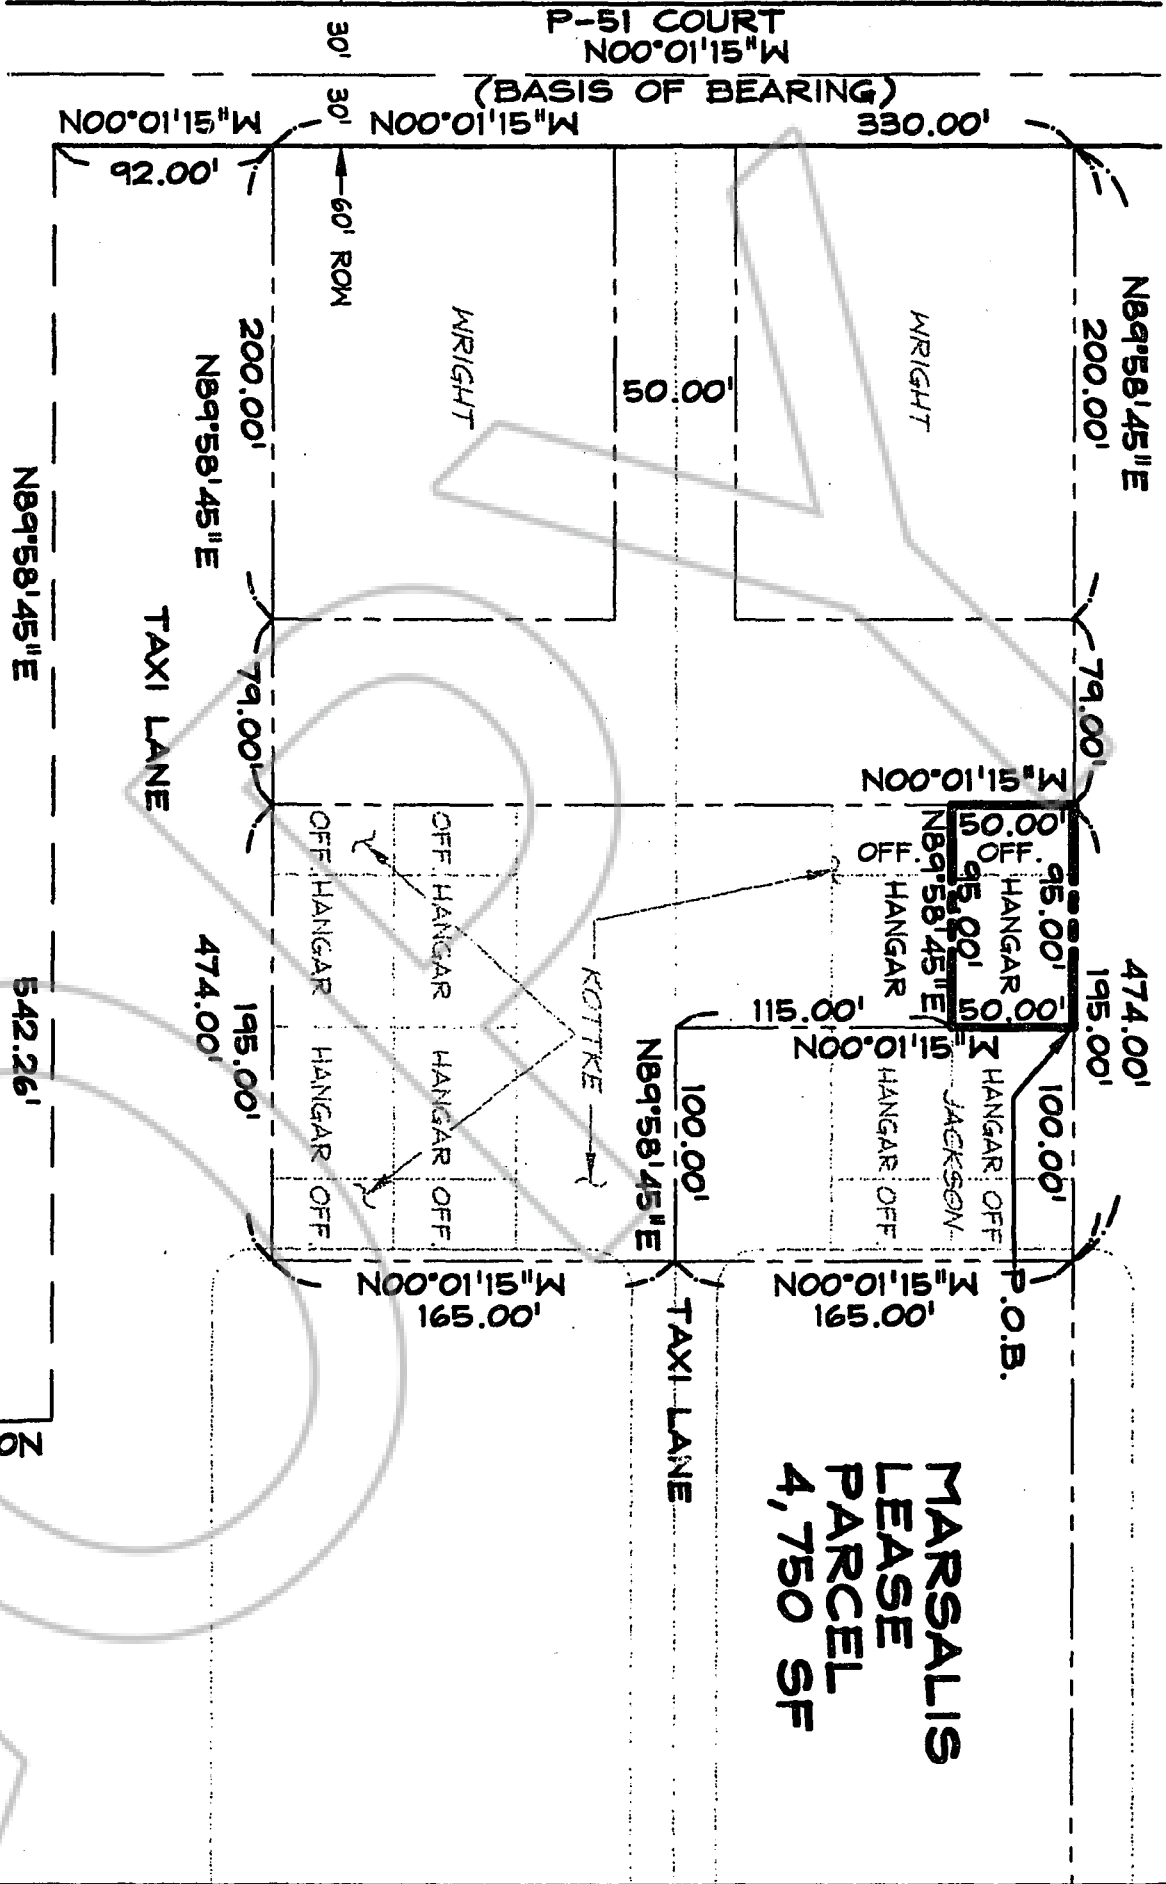 P-51 COURT
N00°01'15"W
(BASIS OF BEARING)
30'
30'
N00°01'15"W
92.00'
N00°01'15"W
330.00'
60' ROW
N89°58'45"E
200.00'
WRIGHT
WRIGHT
50.00'
200.00'
N89°58'45"E
79.00'
79.00'
TAXI LANE
N89°58'45"E
542.26'
N00°01'15"W
50.00'
OFF.
95.00'
HANGAR
50.00'
95.00'
N89°58'45"E
OFF.
HANGAR
474.00'
195.00'
115.00'
N00°01'15"W
100.00'
HANGAR OFF
JACKSON
HANGAR OFF.
KOTTKE
100.00'
N89°58'45"E
OFF. HANGAR
HANGAR OFF.
OFF. HANGAR
HANGAR OFF.
195.00'
474.00'
N00°01'15"W
165.00'
N00°01'15"W
165.00'
P.O.B.
TAXI LANE
MARSALIS
LEASE
PARCEL
4,750 SF
NO
COPY